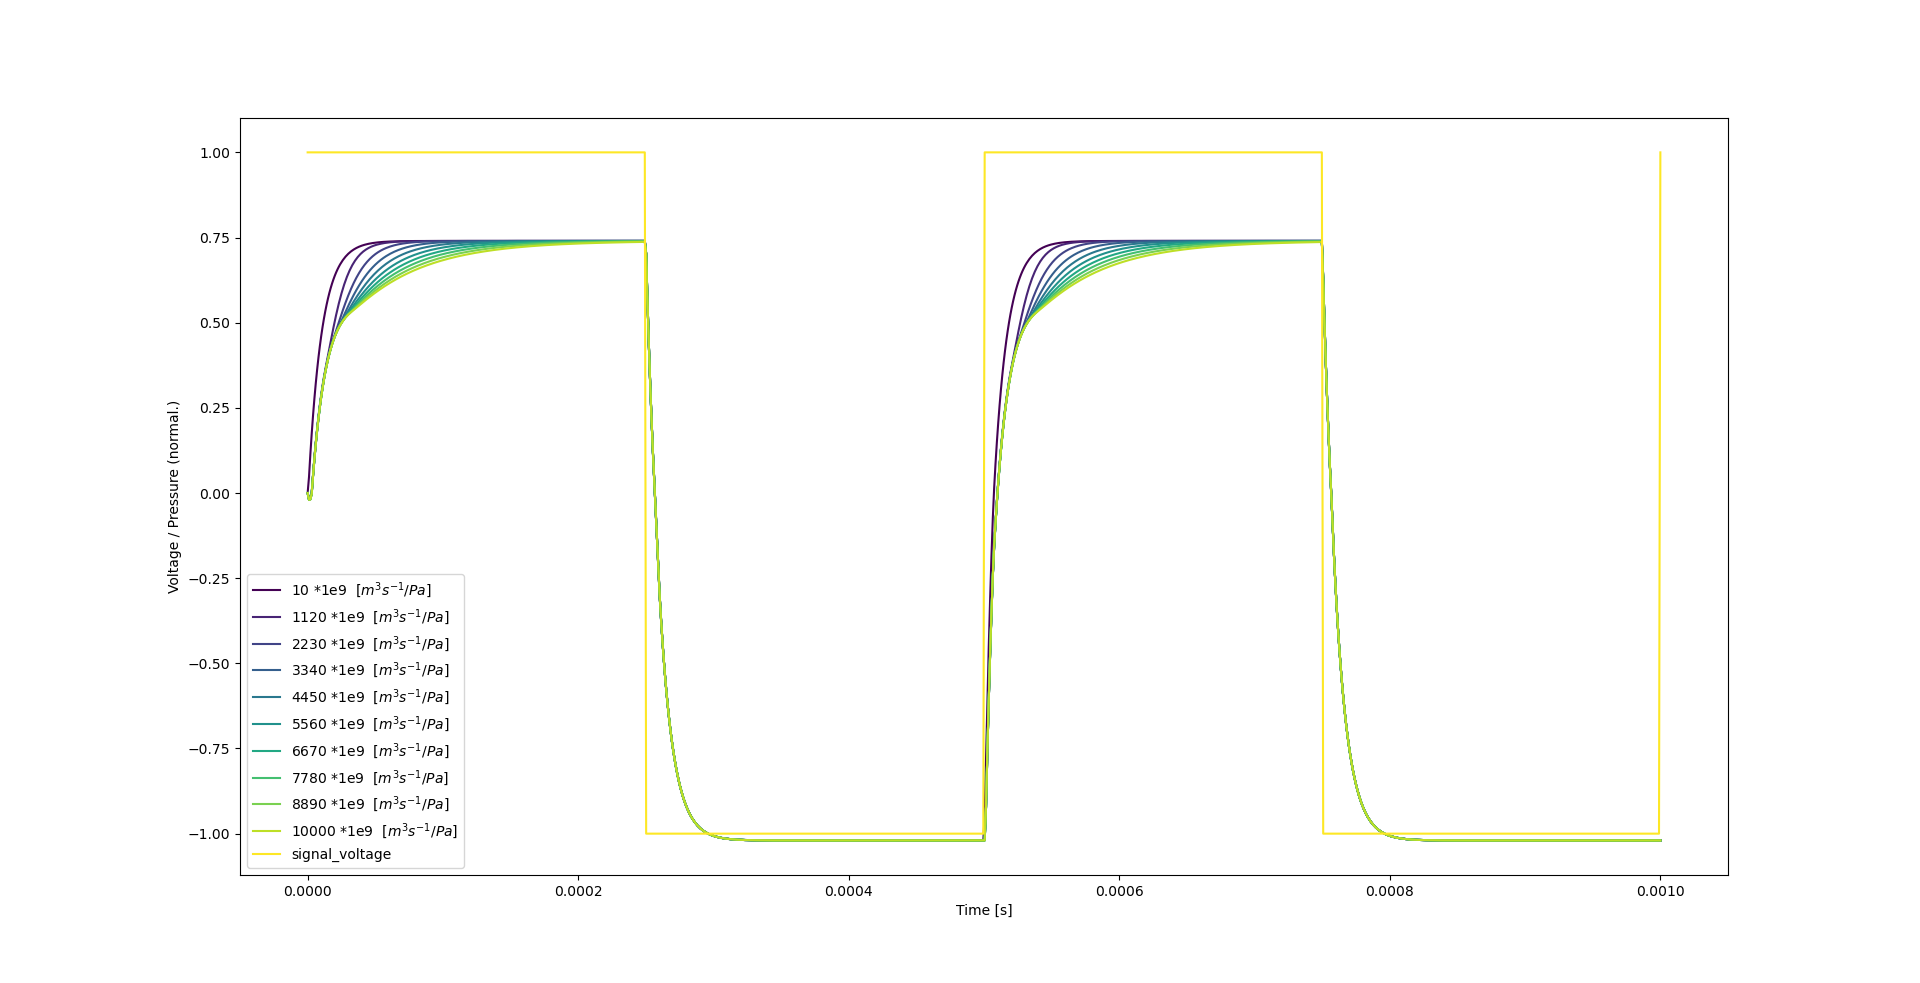 1.00
0.75
0.50
0.25
0.00
−0.25
−0.50
−0.75
−1.00
Voltage / Pressure (normal.)
10 *1e9 [m³s⁻¹/Pa]
1120 *1e9 [m³s⁻¹/Pa]
2230 *1e9 [m³s⁻¹/Pa]
3340 *1e9 [m³s⁻¹/Pa]
4450 *1e9 [m³s⁻¹/Pa]
5560 *1e9 [m³s⁻¹/Pa]
6670 *1e9 [m³s⁻¹/Pa]
7780 *1e9 [m³s⁻¹/Pa]
8890 *1e9 [m³s⁻¹/Pa]
10000 *1e9 [m³s⁻¹/Pa]
signal_voltage
0.0000 0.0002 0.0004 0.0006 0.0008 0.0010
Time [s]